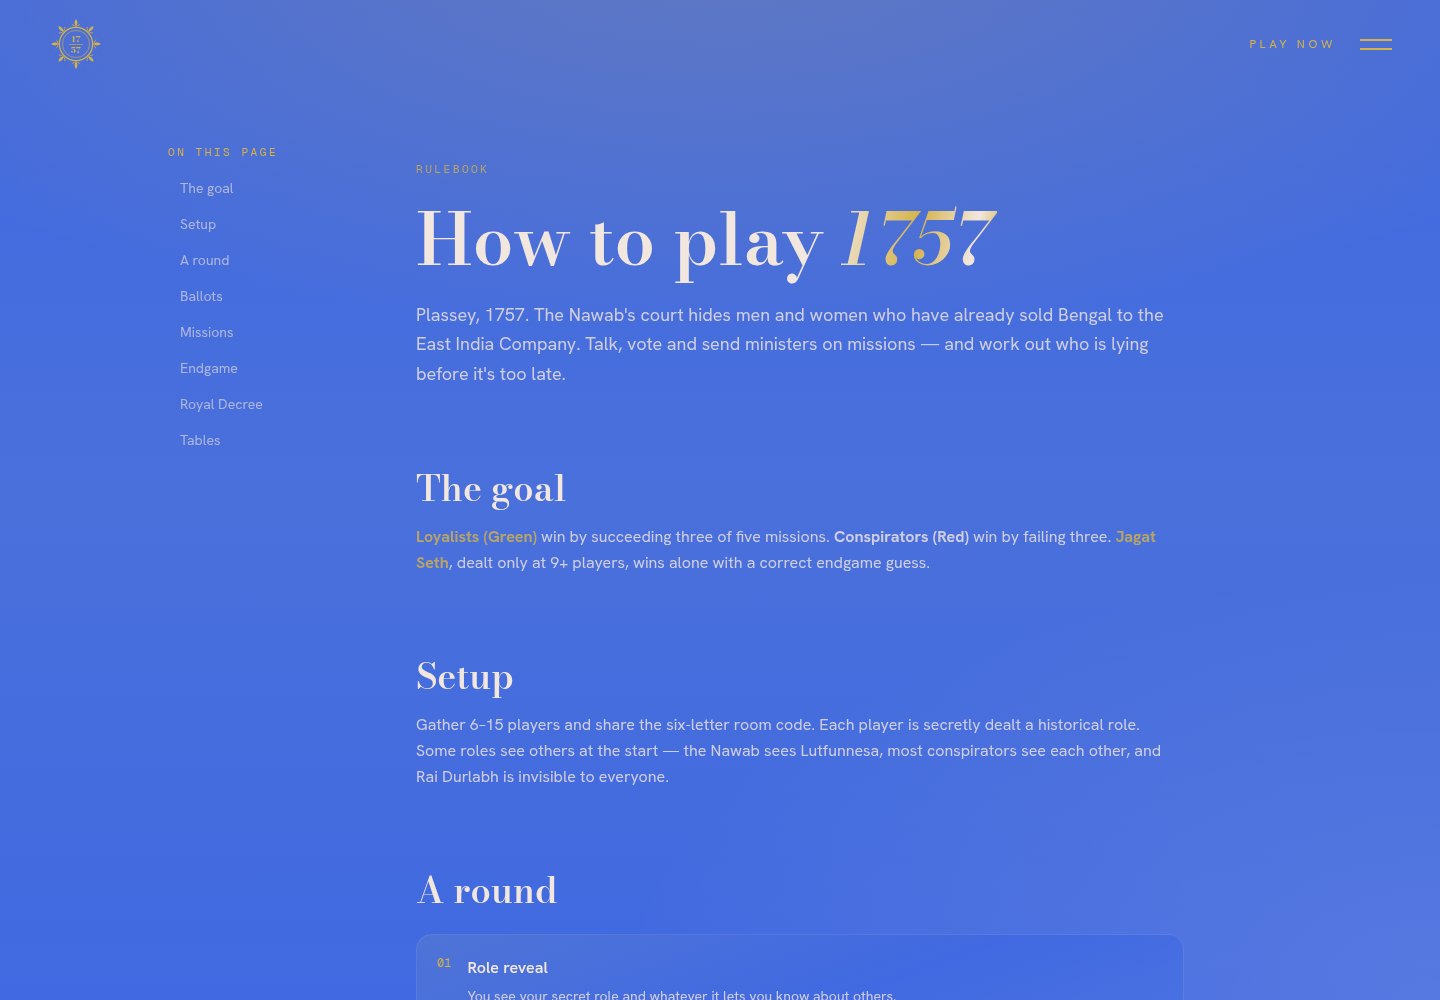 17
57
PLAY NOW
ON THIS PAGE
The goal
Setup
A round
Ballots
Missions
Endgame
Royal Decree
Tables
RULEBOOK
How to play 1757
Plassey, 1757. The Nawab's court hides men and women who have already sold Bengal to the
East India Company. Talk, vote and send ministers on missions — and work out who is lying
before it's too late.
The goal
Loyalists (Green) win by succeeding three of five missions. Conspirators (Red) win by failing three. Jagat
Seth, dealt only at 9+ players, wins alone with a correct endgame guess.
Setup
Gather 6–15 players and share the six-letter room code. Each player is secretly dealt a historical role.
Some roles see others at the start — the Nawab sees Lutfunnesa, most conspirators see each other, and
Rai Durlabh is invisible to everyone.
A round
01
Role reveal
You see your secret role and whatever it lets you know about others.